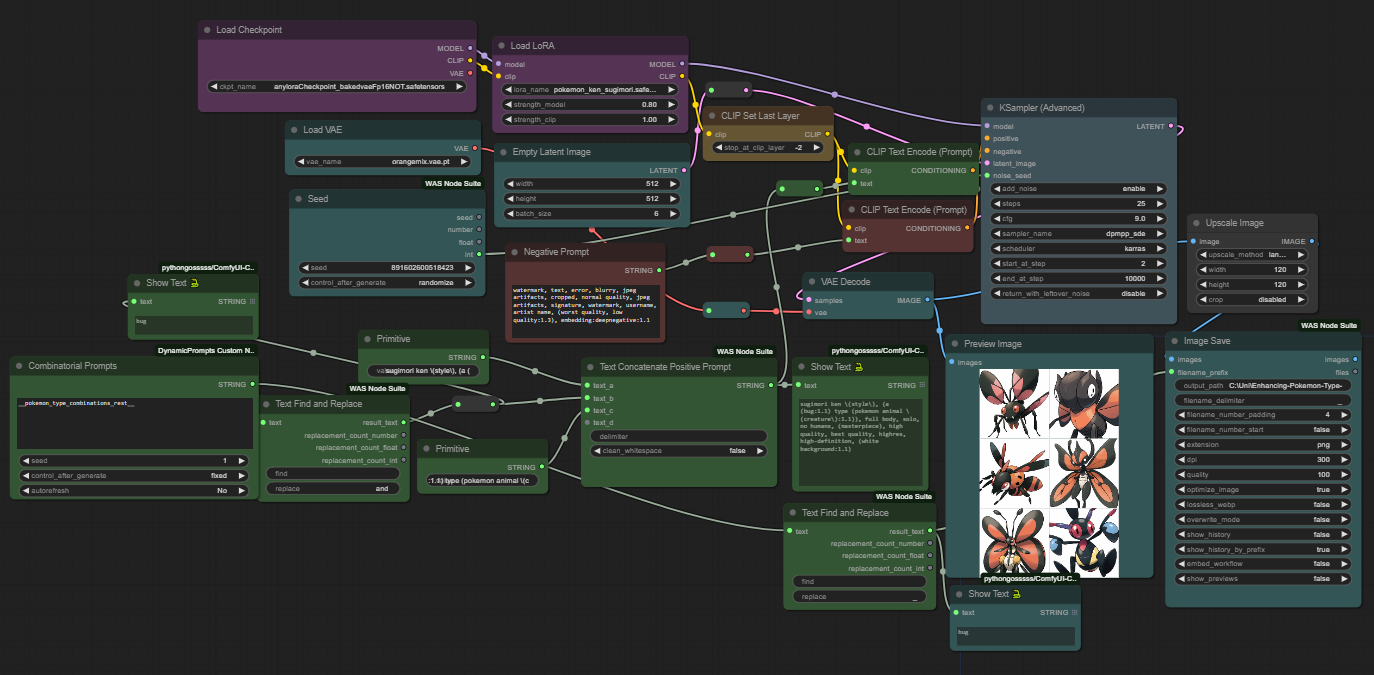 Load Checkpoint
MODEL
CLIP
VAE
ckpt_name anyloraCheckpoint_bakedvaeFp16NOT.safetensors
Load LoRA
model MODEL
clip CLIP
lora_name pokemon_ken_sugimori.safe...
strength_model 0.80
strength_clip 1.00
Load VAE
VAE
vae_name orangemix.vae.pt
WAS Node Suite
Seed
seed
number
float
int
seed 891602600518423
control_after_generate randomize
Empty Latent Image
LATENT
width 512
height 512
batch_size 6
CLIP Set Last Layer
clip CLIP
stop_at_clip_layer -2
CLIP Text Encode (Prompt)
clip CONDITIONING
text
CLIP Text Encode (Prompt)
clip CONDITIONING
text
KSampler (Advanced)
model LATENT
positive
negative
latent_image
noise_seed
add_noise enable
steps 25
cfg 9.0
sampler_name dpmpp_sde
scheduler karras
start_at_step 2
end_at_step 10000
return_with_leftover_noise disable
Upscale Image
image IMAGE
upscale_method lan...
width 120
height 120
crop disabled
Negative Prompt
STRING
watermark, text, error, blurry, jpeg
artifacts, cropped, normal quality, jpeg
artifacts, signature, watermark, username,
artist name, (worst quality, low
quality:1.3), embedding:deepnegative:1.1
VAE Decode
samples IMAGE
vae
pythongosssss/ComfyUI-C..
Show Text
text STRING
bug
DynamicPrompts Custom N..
Combinatorial Prompts
STRING
__pokemon_type_combinations_rest__
seed 1
control_after_generate fixed
autorefresh No
Primitive
STRING
sugimori ken \(style\), (a (
WAS Node Suite
Text Find and Replace
text result_text
replacement_count_number
replacement_count_float
replacement_count_int
find
replace and
Primitive
STRING
:1.1) type (pokemon animal \(c
WAS Node Suite
Text Concatenate Positive Prompt
text_a STRING
text_b
text_c
text_d
delimiter
clean_whitespace false
pythongosssss/ComfyUI-C..
Show Text
text STRING
sugimori ken \(style\), (a
(bug:1.1) type (pokemon animal \
(creature\):1.1)), full body, solo,
no humans, (masterpiece), high
quality, best quality, highres,
high-definition, (white
background:1.1)
WAS Node Suite
Text Find and Replace
text result_text
replacement_count_number
replacement_count_float
replacement_count_int
find
replace _
Preview Image
images
pythongosssss/ComfyUI-C..
Show Text
text STRING
bug
WAS Node Suite
Image Save
images images
filename_prefix files
output_path C:\Uni\Enhancing-Pokemon-Type-
filename_delimiter _
filename_number_padding 4
filename_number_start false
extension png
dpi 300
quality 100
optimize_image true
lossless_webp false
overwrite_mode false
show_history false
show_history_by_prefix true
embed_workflow false
show_previews false